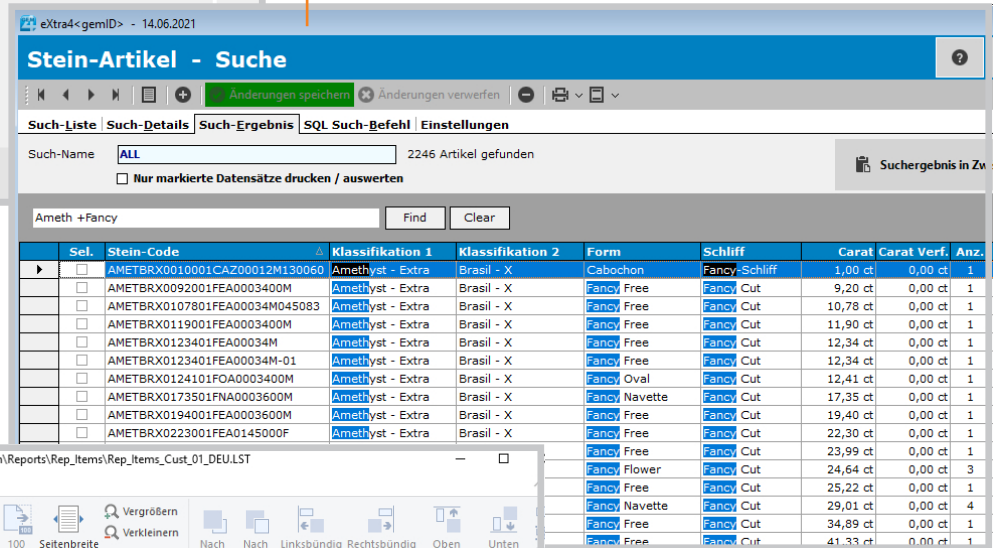 eXtra4<gemID> - 14.06.2021
Stein-Artikel - Suche
Änderungen speichern Änderungen verwerfen
Such-Liste Such-Details Such-Ergebnis SQL Such-Befehl Einstellungen
Such-Name ALL 2246 Artikel gefunden
Nur markierte Datensätze drucken / auswerten
Suchergebnis in Zw
Ameth +Fancy Find Clear
Sel. Stein-Code Klassifikation 1 Klassifikation 2 Form Schliff Carat Carat Verf. Anz.
AMETBRX0010001CAZ00012M130060 Amethyst - Extra Brasil - X Cabochon Fancy-Schliff 1,00 ct 0,00 ct 1
AMETBRX0092001FEA0003400M Amethyst - Extra Brasil - X Fancy Free Fancy Cut 9,20 ct 0,00 ct 1
AMETBRX0107801FEA00034M045083 Amethyst - Extra Brasil - X Fancy Free Fancy Cut 10,78 ct 0,00 ct 1
AMETBRX0119001FEA0003400M Amethyst - Extra Brasil - X Fancy Free Fancy Cut 11,90 ct 0,00 ct 1
AMETBRX0123401FEA00034M Amethyst - Extra Brasil - X Fancy Free Fancy Cut 12,34 ct 0,00 ct 1
AMETBRX0123401FEA00034M-01 Amethyst - Extra Brasil - X Fancy Free Fancy Cut 12,34 ct 0,00 ct 1
AMETBRX0124101FOA0003400M Amethyst - Extra Brasil - X Fancy Oval Fancy Cut 12,41 ct 0,00 ct 1
AMETBRX0173501FNA0003600M Amethyst - Extra Brasil - X Fancy Navette Fancy Cut 17,35 ct 0,00 ct 1
AMETBRX0194001FEA0003600M Amethyst - Extra Brasil - X Fancy Free Fancy Cut 19,40 ct 0,00 ct 1
AMETBRX0223001FEA0145000F Amethyst - Extra Brasil - X Fancy Free Fancy Cut 22,30 ct 0,00 ct 1
Fancy Free Fancy Cut 23,99 ct 0,00 ct 1
Fancy Flower Fancy Cut 24,64 ct 0,00 ct 3
Fancy Free Fancy Cut 25,22 ct 0,00 ct 1
Fancy Navette Fancy Cut 29,01 ct 0,00 ct 4
Fancy Free Fancy Cut 34,89 ct 0,00 ct 1
Fancy Free Fancy Cut 41,33 ct 0,00 ct 1
\Reports\Rep_Items\Rep_Items_Cust_01_DEU.LST
Vergrößern
Verkleinern
100 Seitenbreite Nach Nach Linksbündig Rechtsbündig Oben Unten